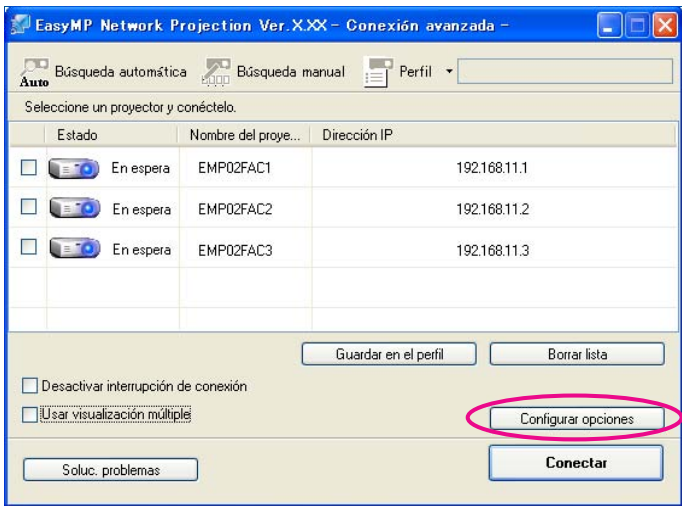 EasyMP Network Projection Ver.X.XX - Conexión avanzada -
Auto Búsqueda automática Búsqueda manual Perfil
Seleccione un proyector y conéctelo.
Estado Nombre del proye... Dirección IP
En espera EMP02FAC1 192.168.11.1
En espera EMP02FAC2 192.168.11.2
En espera EMP02FAC3 192.168.11.3
Guardar en el perfil Borrar lista
Desactivar interrupción de conexión
Usar visualización múltiple Configurar opciones
Soluc. problemas Conectar